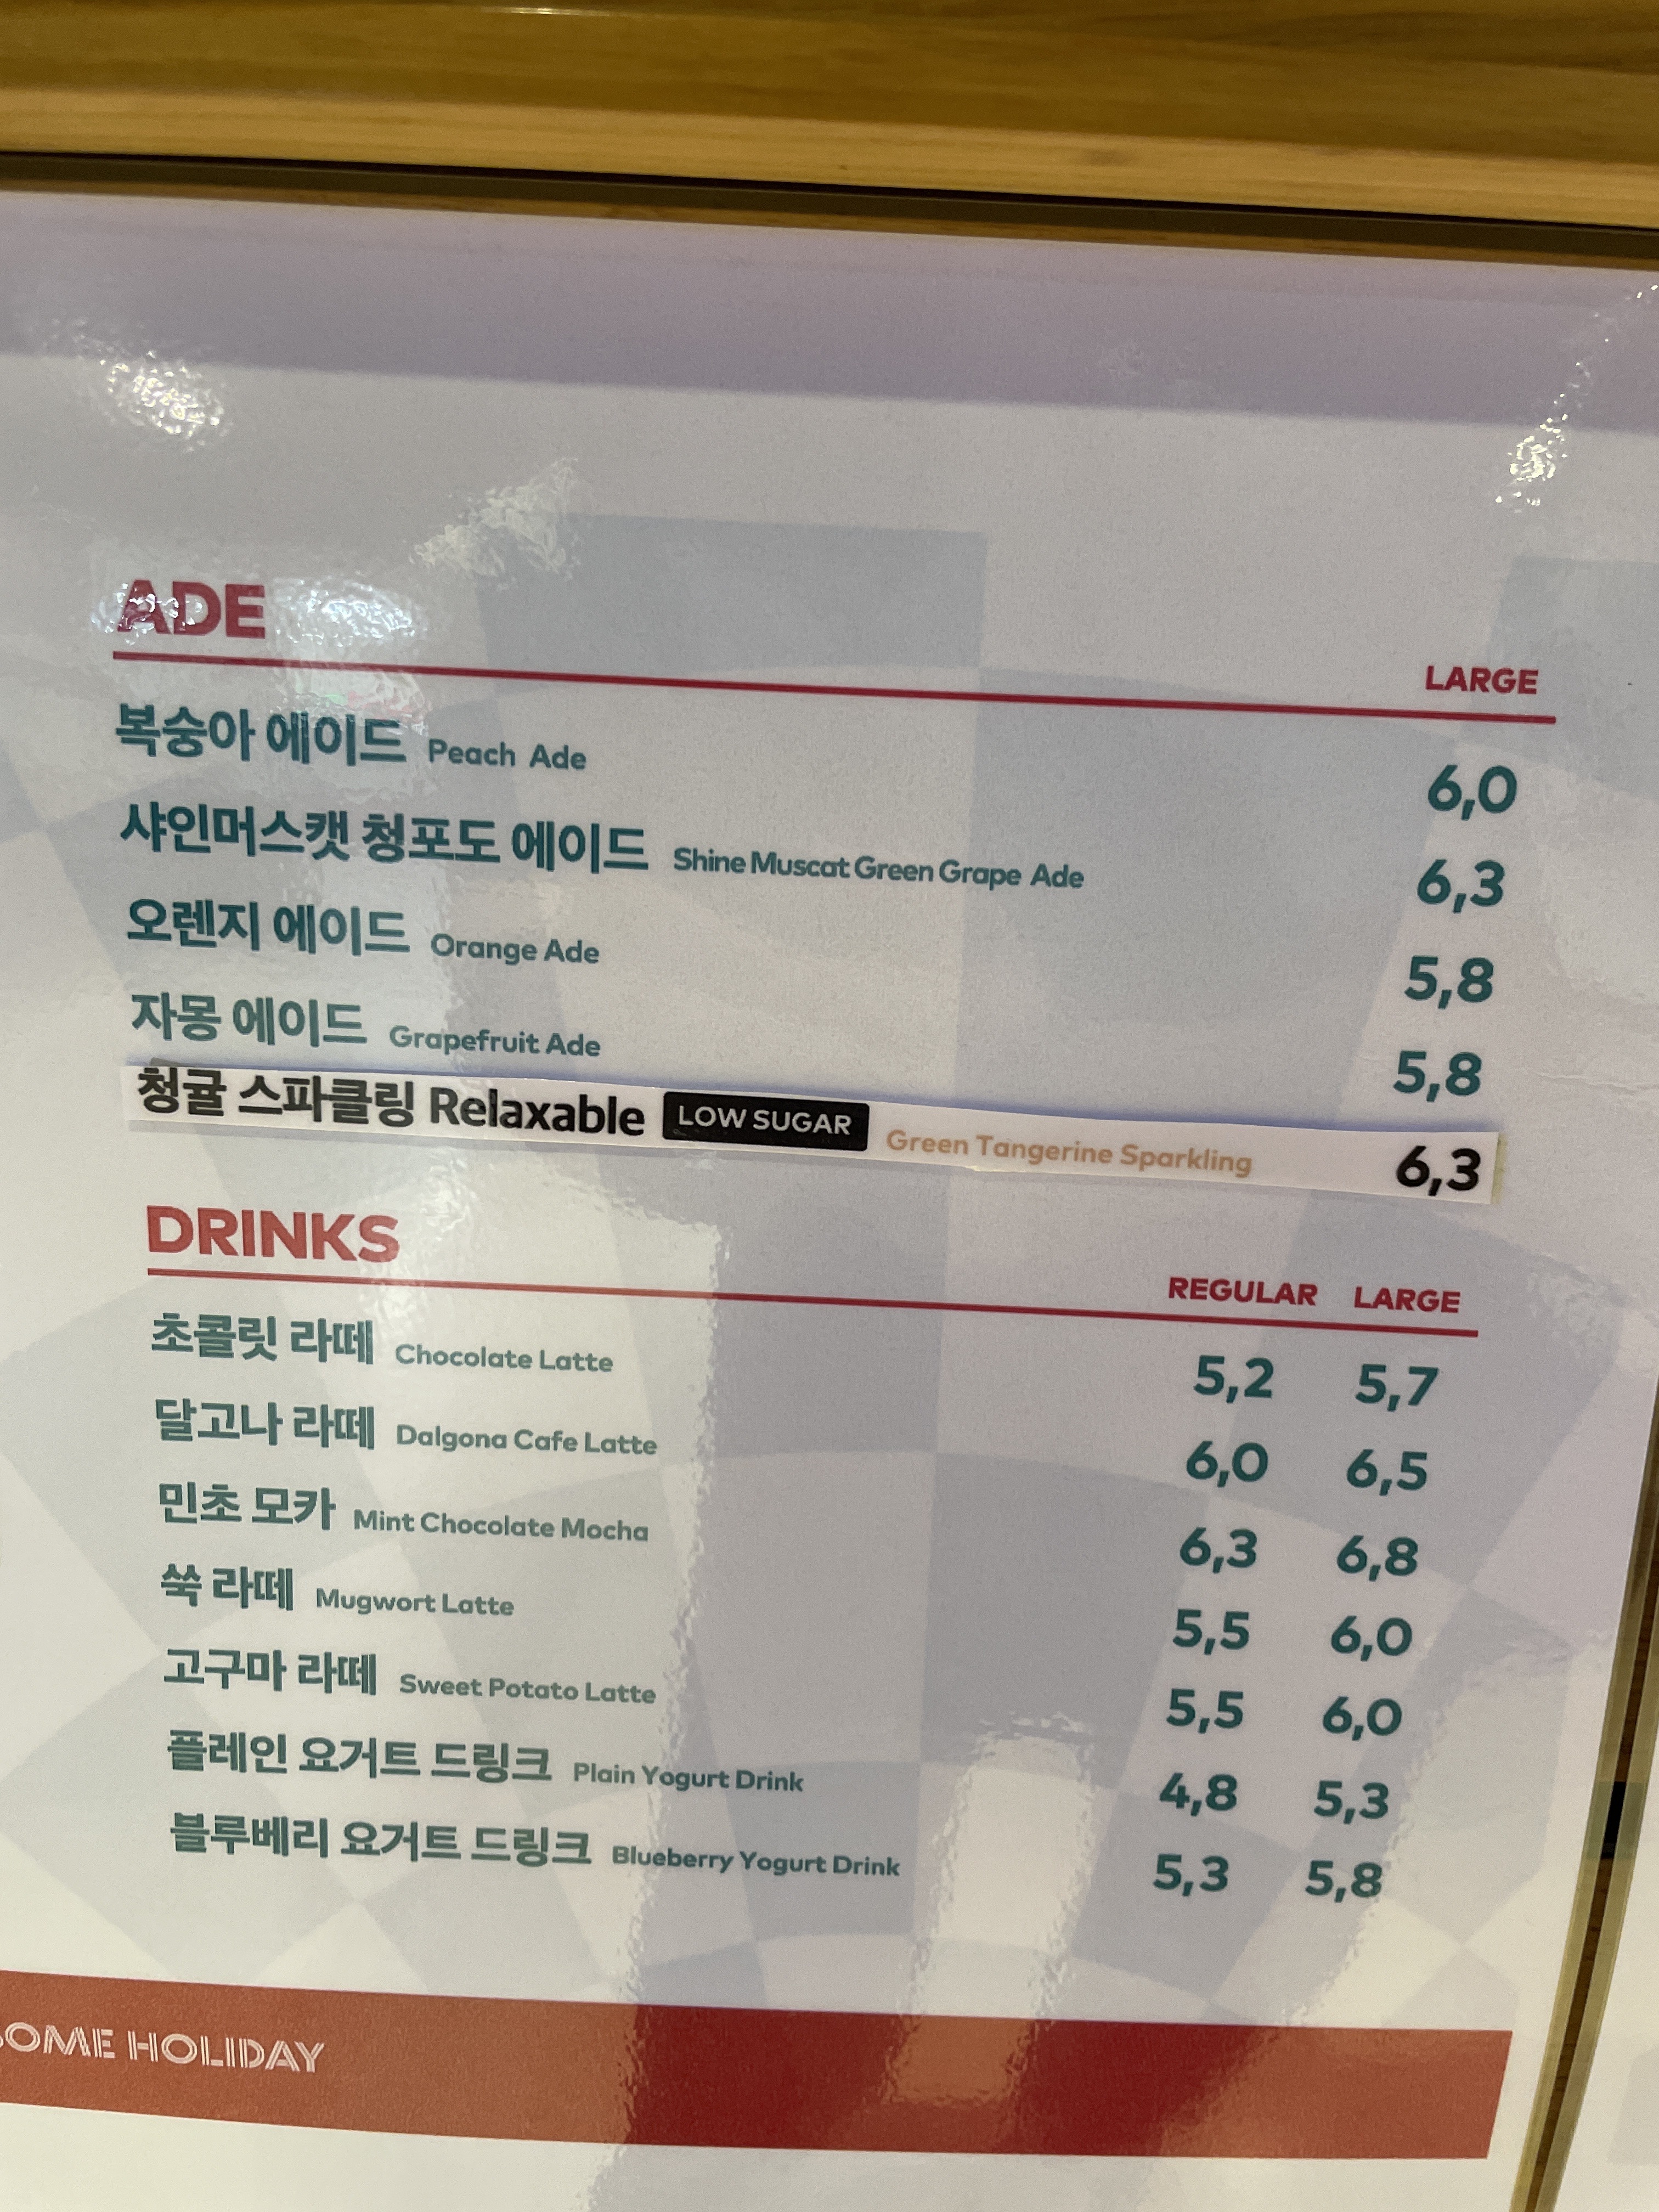 ADE
LARGE
복숭아 에이드 Peach Ade 6,0
샤인머스캣 청포도 에이드 Shine Muscat Green Grape Ade 6,3
오렌지 에이드 Orange Ade 5,8
자몽 에이드 Grapefruit Ade 5,8
청귤 스파클링 Relaxable LOW SUGAR Green Tangerine Sparkling 6,3
DRINKS
REGULAR LARGE
초콜릿 라떼 Chocolate Latte 5,2 5,7
달고나 라떼 Dalgona Cafe Latte 6,0 6,5
민초 모카 Mint Chocolate Mocha 6,3 6,8
쑥 라떼 Mugwort Latte 5,5 6,0
고구마 라떼 Sweet Potato Latte 5,5 6,0
플레인 요거트 드링크 Plain Yogurt Drink 4,8 5,3
블루베리 요거트 드링크 Blueberry Yogurt Drink 5,3 5,8
HOLIDAY